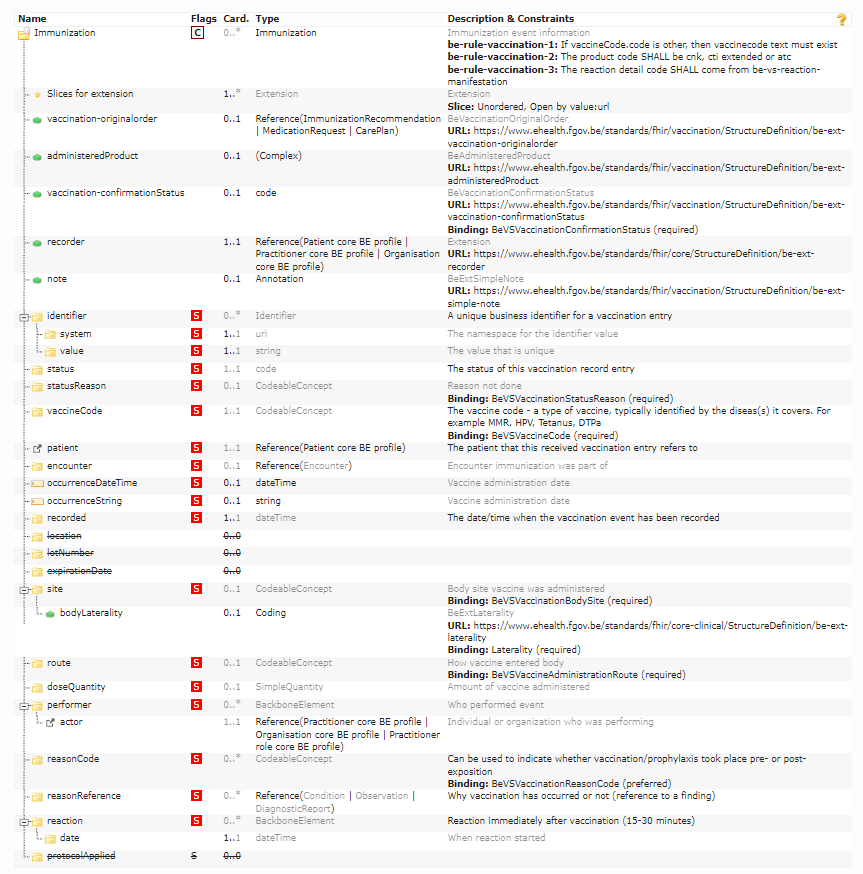 Name Flags Card. Type Description & Constraints ?
Immunization C 0..* Immunization Immunization event information
be-rule-vaccination-1: If vaccineCode.code is other, then vaccinecode text must exist
be-rule-vaccination-2: The product code SHALL be cnk, cti extended or atc
be-rule-vaccination-3: The reaction detail code SHALL come from be-vs-reaction-
manifestation
Slices for extension 1..* Extension Extension
Slice: Unordered, Open by value:url
vaccination-originalorder 0..1 Reference(ImmunizationRecommendation BeVaccinationOriginalOrder
| MedicationRequest | CarePlan) URL: https://www.ehealth.fgov.be/standards/fhir/vaccination/StructureDefinition/be-ext-
vaccination-originalorder
administeredProduct 0..1 (Complex) BeAdministeredProduct
URL: https://www.ehealth.fgov.be/standards/fhir/vaccination/StructureDefinition/be-ext-
administeredProduct
vaccination-confirmationStatus 0..1 code BeVaccinationConfirmationStatus
URL: https://www.ehealth.fgov.be/standards/fhir/vaccination/StructureDefinition/be-ext-
vaccination-confirmationStatus
Binding: BeVSVaccinationConfirmationStatus (required)
recorder 1..1 Reference(Patient core BE profile | Extension
Practitioner core BE profile | Organisation URL: https://www.ehealth.fgov.be/standards/fhir/core/StructureDefinition/be-ext-
core BE profile) recorder
note 0..1 Annotation BeExtSimpleNote
URL: https://www.ehealth.fgov.be/standards/fhir/vaccination/StructureDefinition/be-ext-
simple-note
identifier S 0..* Identifier A unique business identifier for a vaccination entry
system S 1..1 uri The namespace for the identifier value
value S 1..1 string The value that is unique
status S 1..1 code The status of this vaccination record entry
statusReason S 0..1 CodeableConcept Reason not done
Binding: BeVSVaccinationStatusReason (required)
vaccineCode S 1..1 CodeableConcept The vaccine code - a type of vaccine, typically identified by the diseas(s) it covers. For
example MMR, HPV, Tetanus, DTPa
Binding: BeVSVaccineCode (required)
patient S 1..1 Reference(Patient core BE profile) The patient that this received vaccination entry refers to
encounter S 0..1 Reference(Encounter) Encounter immunization was part of
occurrenceDateTime S 0..1 dateTime Vaccine administration date
occurrenceString S 0..1 string Vaccine administration date
recorded S 1..1 dateTime The date/time when the vaccination event has been recorded
location 0..0
lotNumber 0..0
expirationDate 0..0
site S 0..1 CodeableConcept Body site vaccine was administered
Binding: BeVSVaccinationBodySite (required)
bodyLaterality 0..1 Coding BeExtLaterality
URL: https://www.ehealth.fgov.be/standards/fhir/core-clinical/StructureDefinition/be-ext-
laterality
Binding: Laterality (required)
route S 0..1 CodeableConcept How vaccine entered body
Binding: BeVSVaccineAdministrationRoute (required)
doseQuantity S 0..1 SimpleQuantity Amount of vaccine administered
performer S 0..* BackboneElement Who performed event
actor 1..1 Reference(Practitioner core BE profile | Individual or organization who was performing
Organisation core BE profile | Practitioner
role core BE profile)
reasonCode S 0..* CodeableConcept Can be used to indicate whether vaccination/prophylaxis took place pre- or post-
exposition
Binding: BeVSVaccinationReasonCode (preferred)
reasonReference S 0..* Reference(Condition | Observation | Why vaccination has occurred or not (reference to a finding)
DiagnosticReport)
reaction S 0..* BackboneElement Reaction immediately after vaccination (15-30 minutes)
date 1..1 dateTime When reaction started
protocolApplied S 0..0